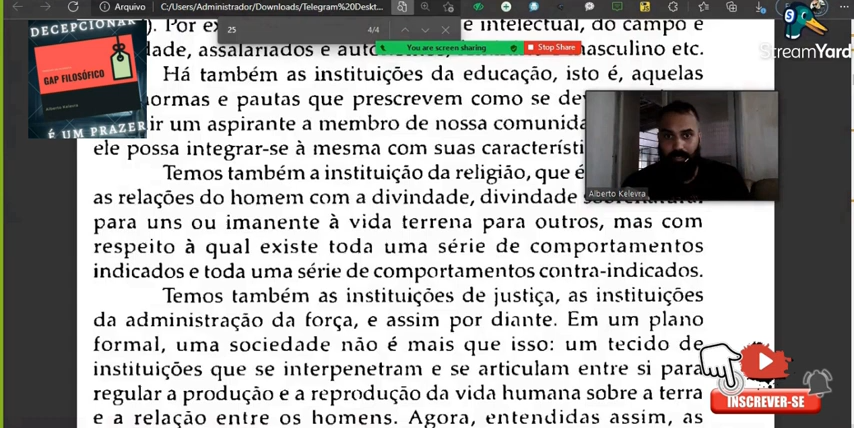 Arquivo
C:/Users/Administrador/Downloads/Telegram%20Deskt...
25
4/4
You are screen sharing
Stop Share
StreamYard
DECEPCIONAR
GAP FILOSÓFICO
Alberto Kelevra
É UM PRAZER
). Por ex
e intelectual, do campo e
dade, assalariados e
masculino etc.
Há também as instituições da educação, isto é, aquelas
normas e pautas que prescrevem como se
ir um aspirante a membro de nossa
ele possa integrar-se à mesma com suas
Temos também a instituição da religião, que é
as relações do homem com a divindade, divindade
para uns ou imanente à vida terrena para outros, mas com
respeito à qual existe toda uma série de comportamentos
indicados e toda uma série de comportamentos contra-indicados.
Temos também as instituições de justiça, as instituições
da administração da força, e assim por diante. Em um plano
formal, uma sociedade não é mais que isso: um tecido de
instituições que se interpenetram e se articulam entre si para
regular a produção e a reprodução da vida humana sobre a terra
e a relação entre os homens. Agora, entendidas assim, as
Alberto Kelevra
INSCREVER-SE